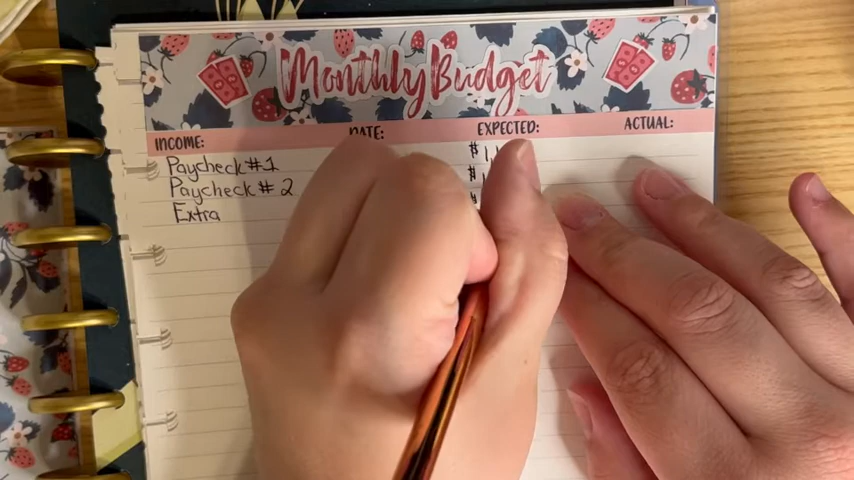 Monthly Budget
INCOME: DATE: EXPECTED: ACTUAL:
Paycheck #1
Paycheck # 2
Extra